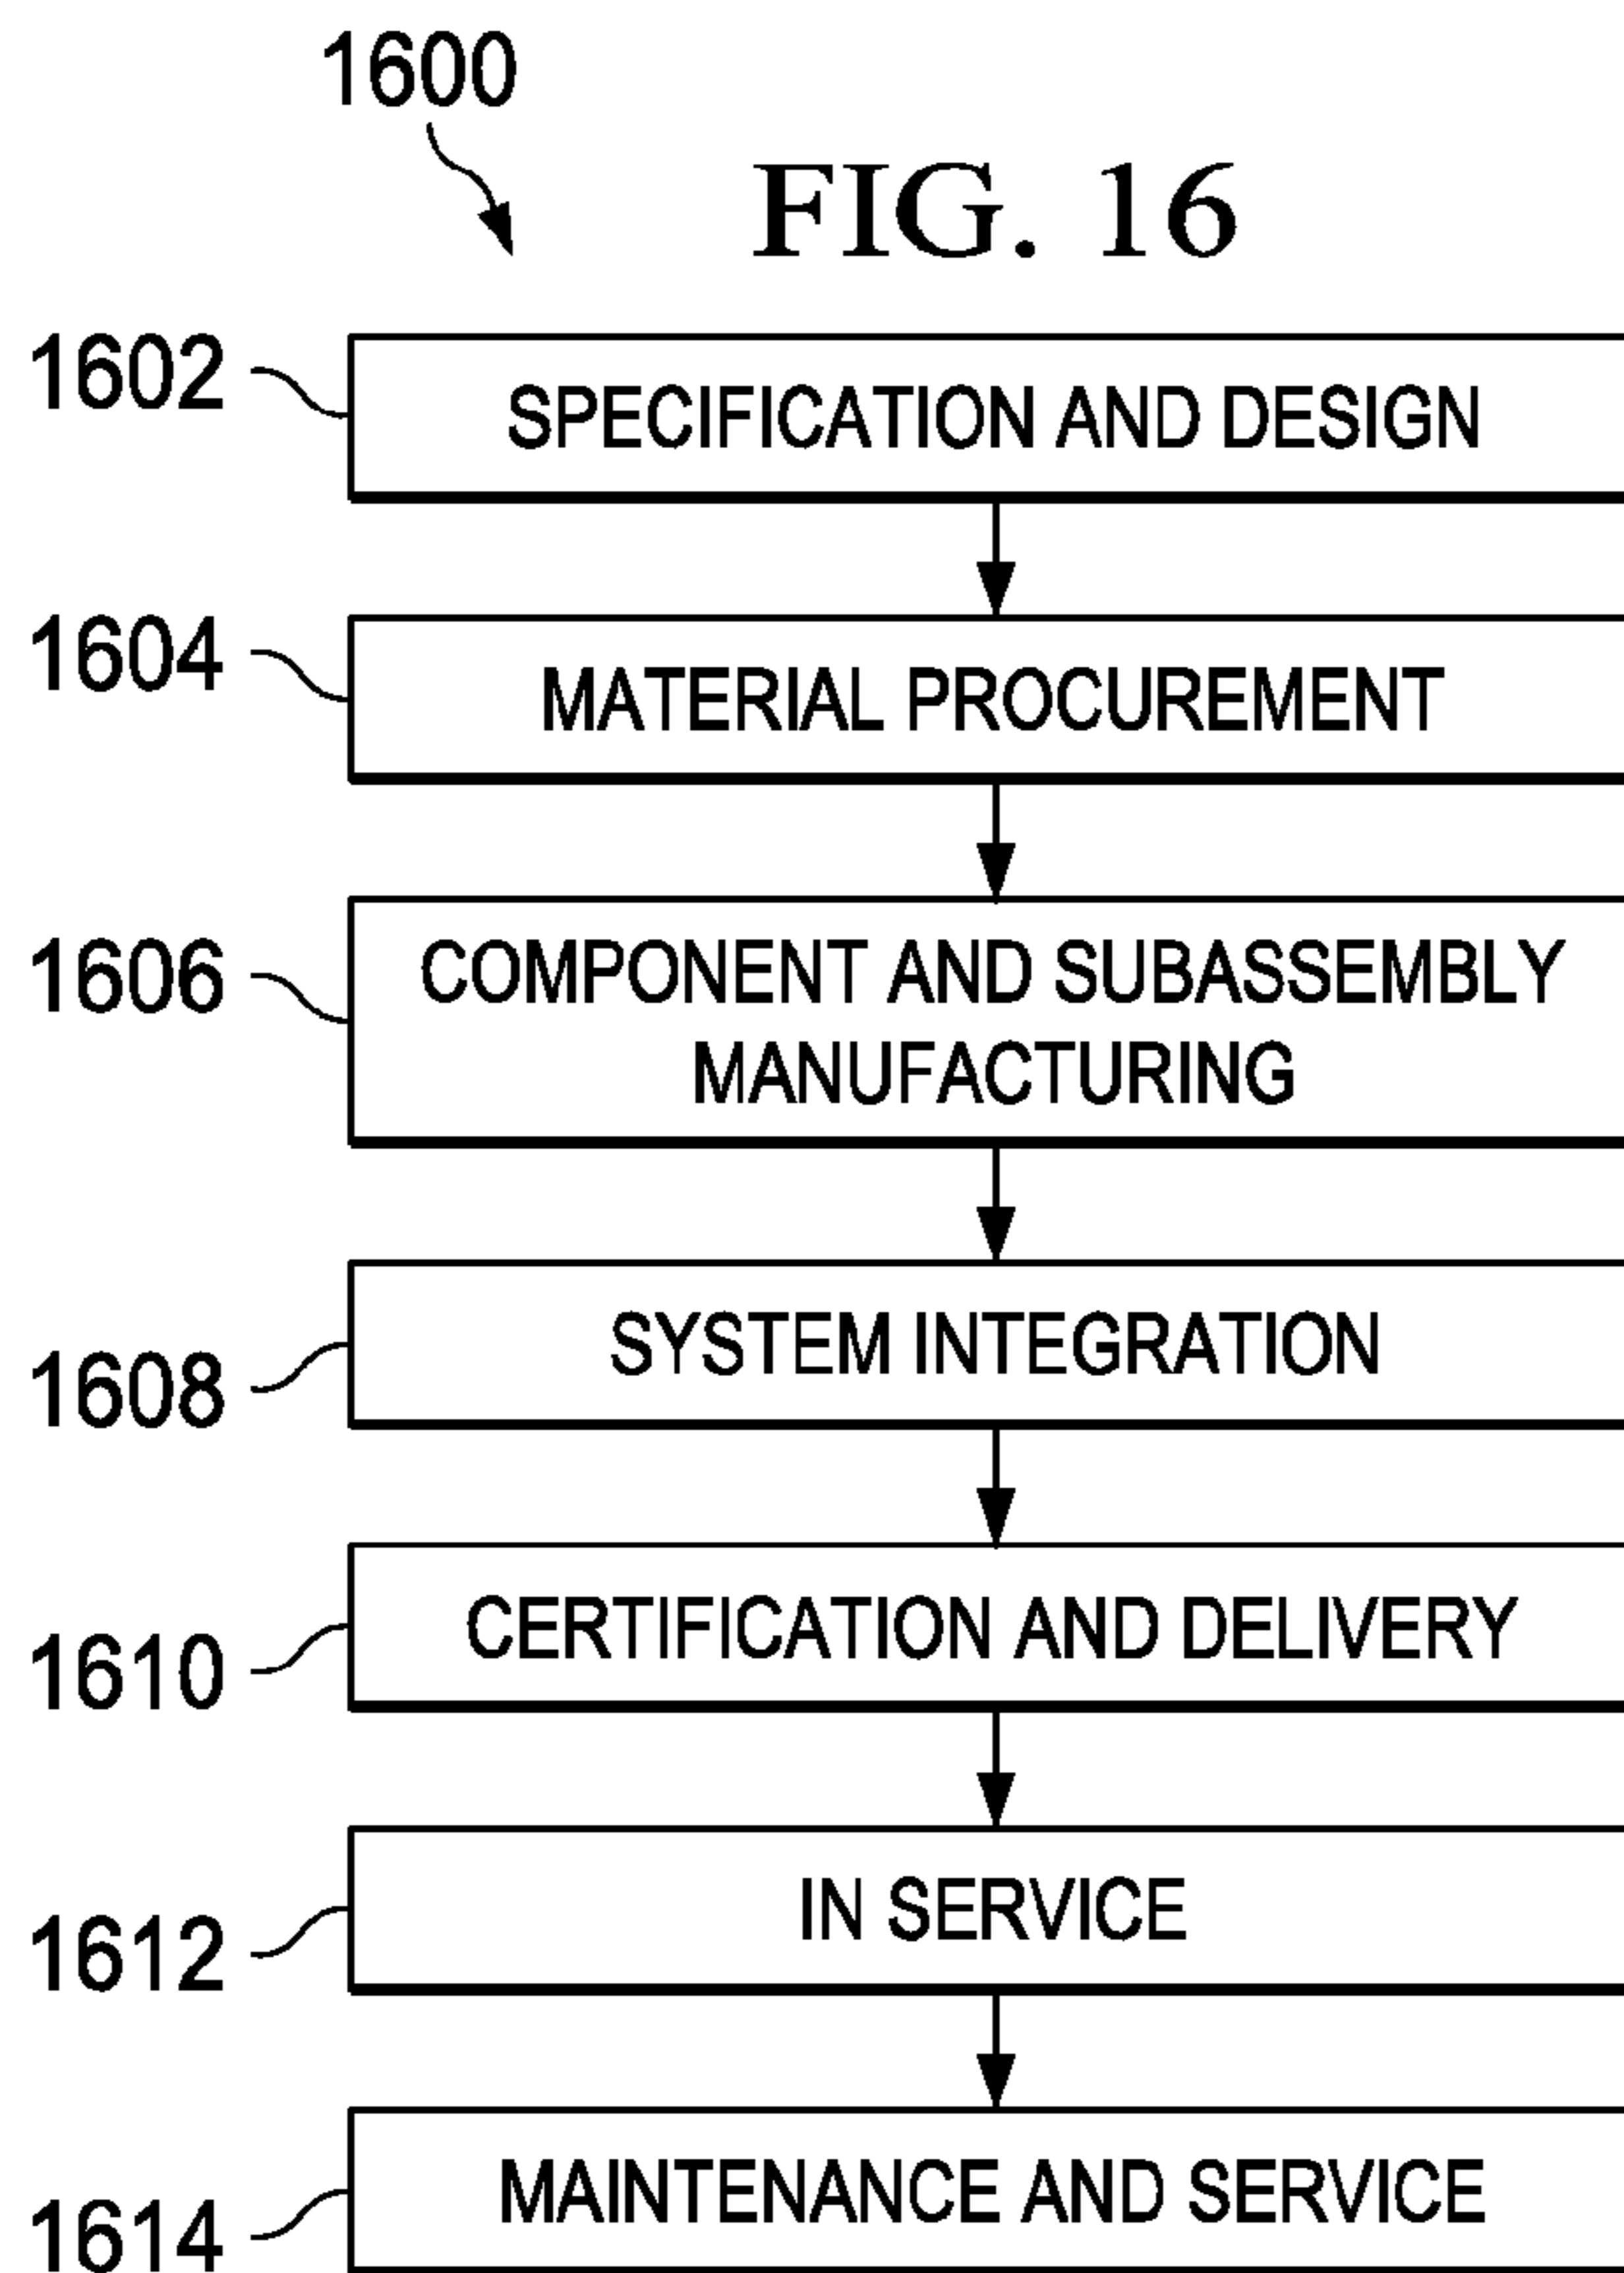 1600
FIG. 16
1602
SPECIFICATION AND DESIGN
1604
MATERIAL PROCUREMENT
1606
COMPONENT AND SUBASSEMBLY
MANUFACTURING
1608
SYSTEM INTEGRATION
1610
CERTIFICATION AND DELIVERY
1612
IN SERVICE
1614
MAINTENANCE AND SERVICE